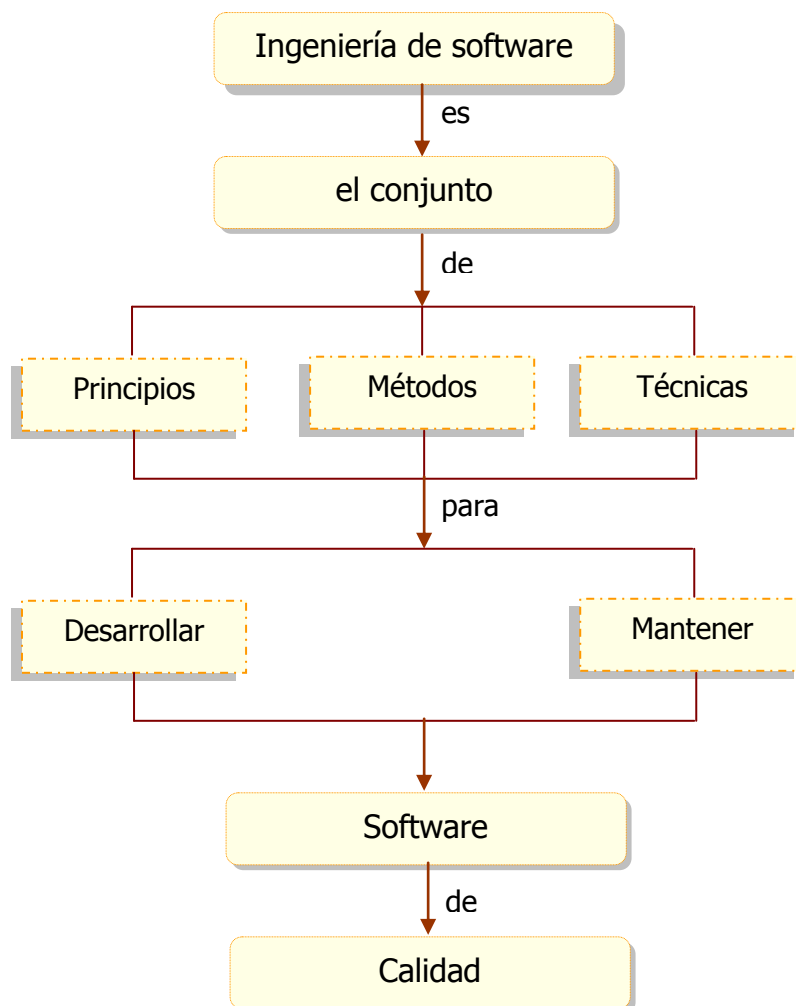 Ingeniería de software
es
el conjunto
de
Principios
Métodos
Técnicas
para
Desarrollar
Mantener
Software
de
Calidad